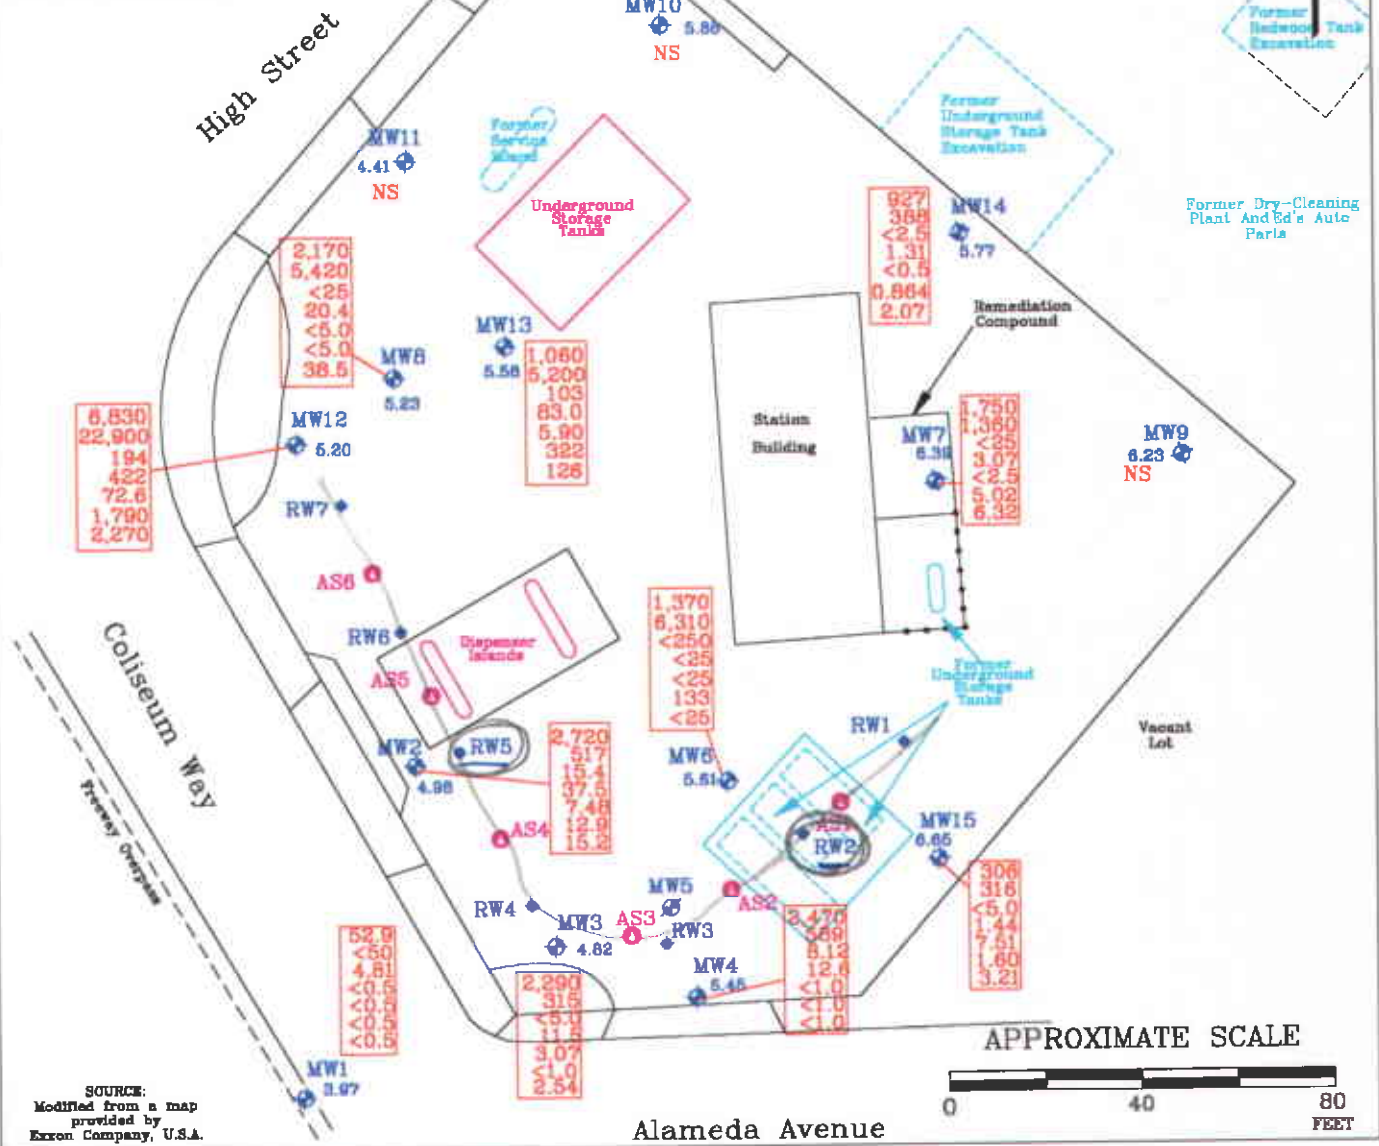 MW10
5.86
NS
High Street
Former
Redwood Tank
Excavation
MW11
4.41
NS
Former
Service
Island
Former
Underground
Storage Tank
Excavation
Underground
Storage
Tanks
927
388
<2.5
1.31
<0.5
0.864
2.07
MW14
5.77
Former Dry-Cleaning
Plant And Ed's Auto
Parts
2,170
5,420
<25
20.4
<5.0
<5.0
38.5
MW8
5.23
MW13
5.58
1,060
5,200
103
83.0
5.90
322
126
Remediation
Compound
6,830
22,900
194
422
72.6
1,790
2,270
MW12
5.20
Station
Building
MW7
6.39
1,750
1,360
<25
3.07
<2.5
5.02
6.32
MW9
6.23
NS
RW7
AS6
RW6
Dispenser
Islands
AS5
1,370
6,310
<250
<25
<25
133
<25
Former
Underground
Storage
Tanks
Coliseum Way
Freeway Overpass
MW2
4.98
RW5
2,720
517
15.4
37.5
7.48
12.9
15.2
MW6
5.51
RW1
Vacant
Lot
AS4
AS1
RW2
MW15
6.65
306
316
<5.0
1.44
7.51
1.60
3.21
RW4
MW3
4.82
AS3
MW5
RW3
AS2
2,470
559
8.12
12.6
<1.0
<1.0
<1.0
MW4
5.45
52.9
<50
4.81
<0.5
<0.5
<0.5
<0.5
2,290
315
<5.0
11.5
3.07
<1.0
2.54
MW1
3.97
APPROXIMATE SCALE
0
40
80
FEET
SOURCE:
Modified from a map
provided by
Exxon Company, U.S.A.
Alameda Avenue